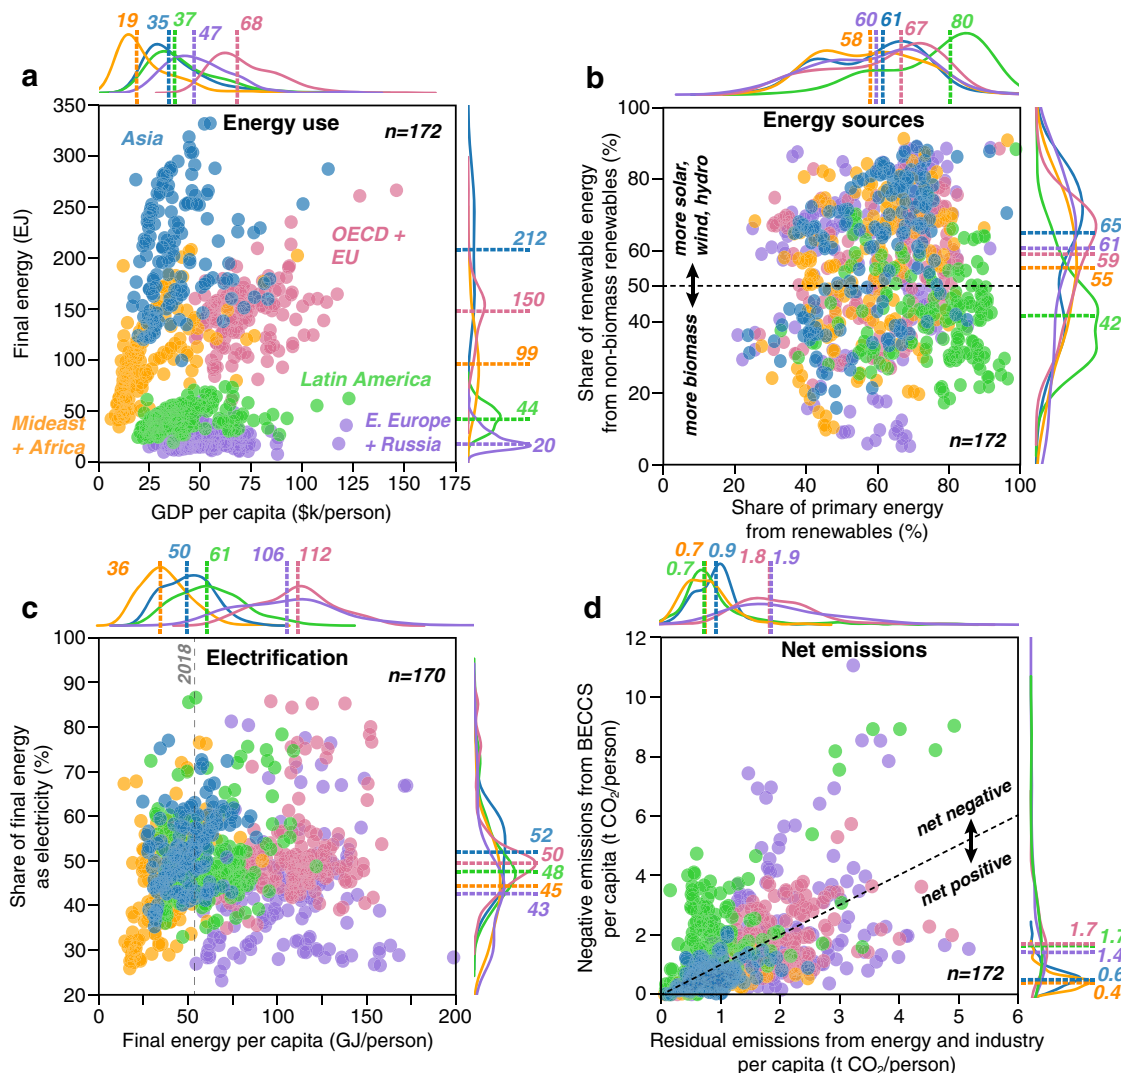 19
35
37
47
68
a
Energy use
n=172
Asia
OECD +
EU
Latin America
Mideast
+ Africa
E. Europe
+ Russia
350
300
250
200
150
100
50
0
Final energy (EJ)
0
25
50
75
100
125
150
175
GDP per capita ($k/person)
212
150
99
44
20
58
60
61
67
80
b
Energy sources
100
80
60
50
40
20
0
Share of renewable energy
from non-biomass renewables (%)
more solar,
wind, hydro
more biomass
n=172
0
20
40
60
80
100
Share of primary energy
from renewables (%)
65
61
59
55
42
36
50
61
106
112
c
Electrification
n=170
2018
100
90
80
70
60
50
40
30
20
Share of final energy
as electricity (%)
0
50
100
150
200
Final energy per capita (GJ/person)
52
50
48
45
43
0.7
0.7
0.9
1.8
1.9
d
Net emissions
12
10
8
6
4
2
0
Negative emissions from BECCS
per capita (t CO₂/person)
net negative
net positive
n=172
0
1
2
3
4
5
6
Residual emissions from energy and industry
per capita (t CO₂/person)
1.7
1.7
1.4
0.6
0.4